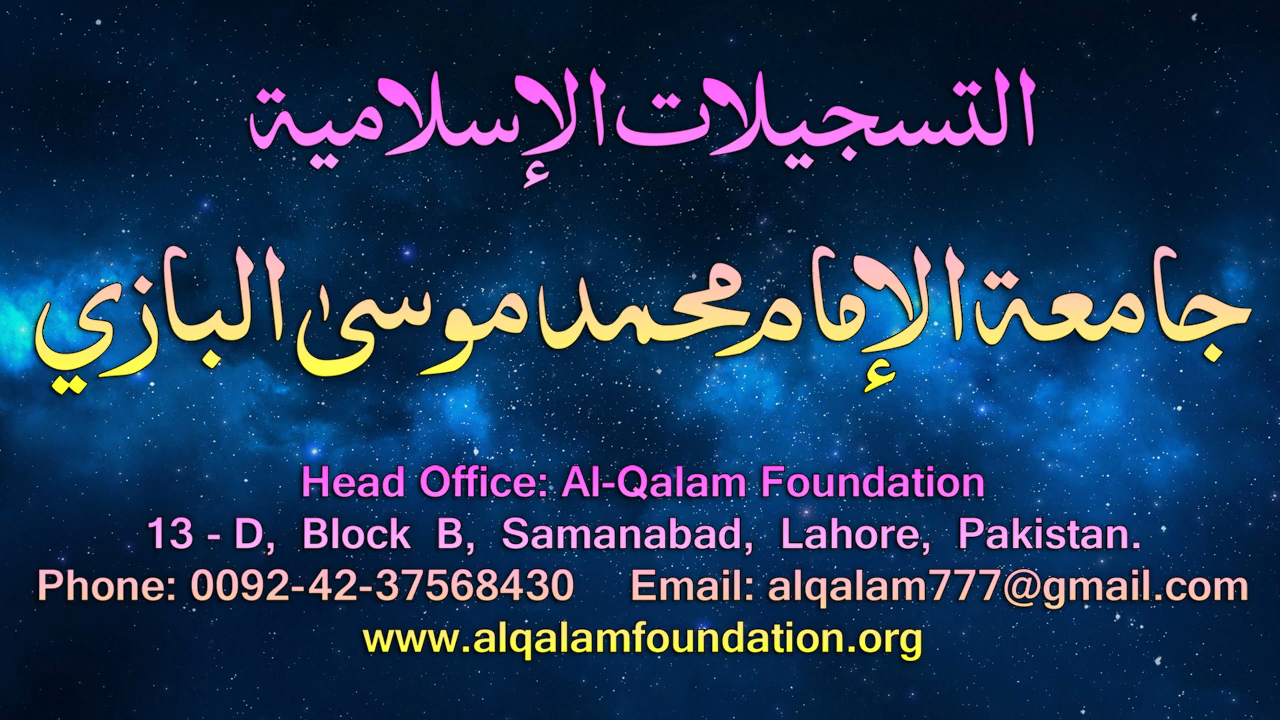 التسجيلات الإسلامية
جامعة الإمام محمد موسىٰ البازي
Head Office: Al-Qalam Foundation
13 - D, Block B, Samanabad, Lahore, Pakistan.
Phone: 0092-42-37568430 Email: alqalam777@gmail.com
www.alqalamfoundation.org